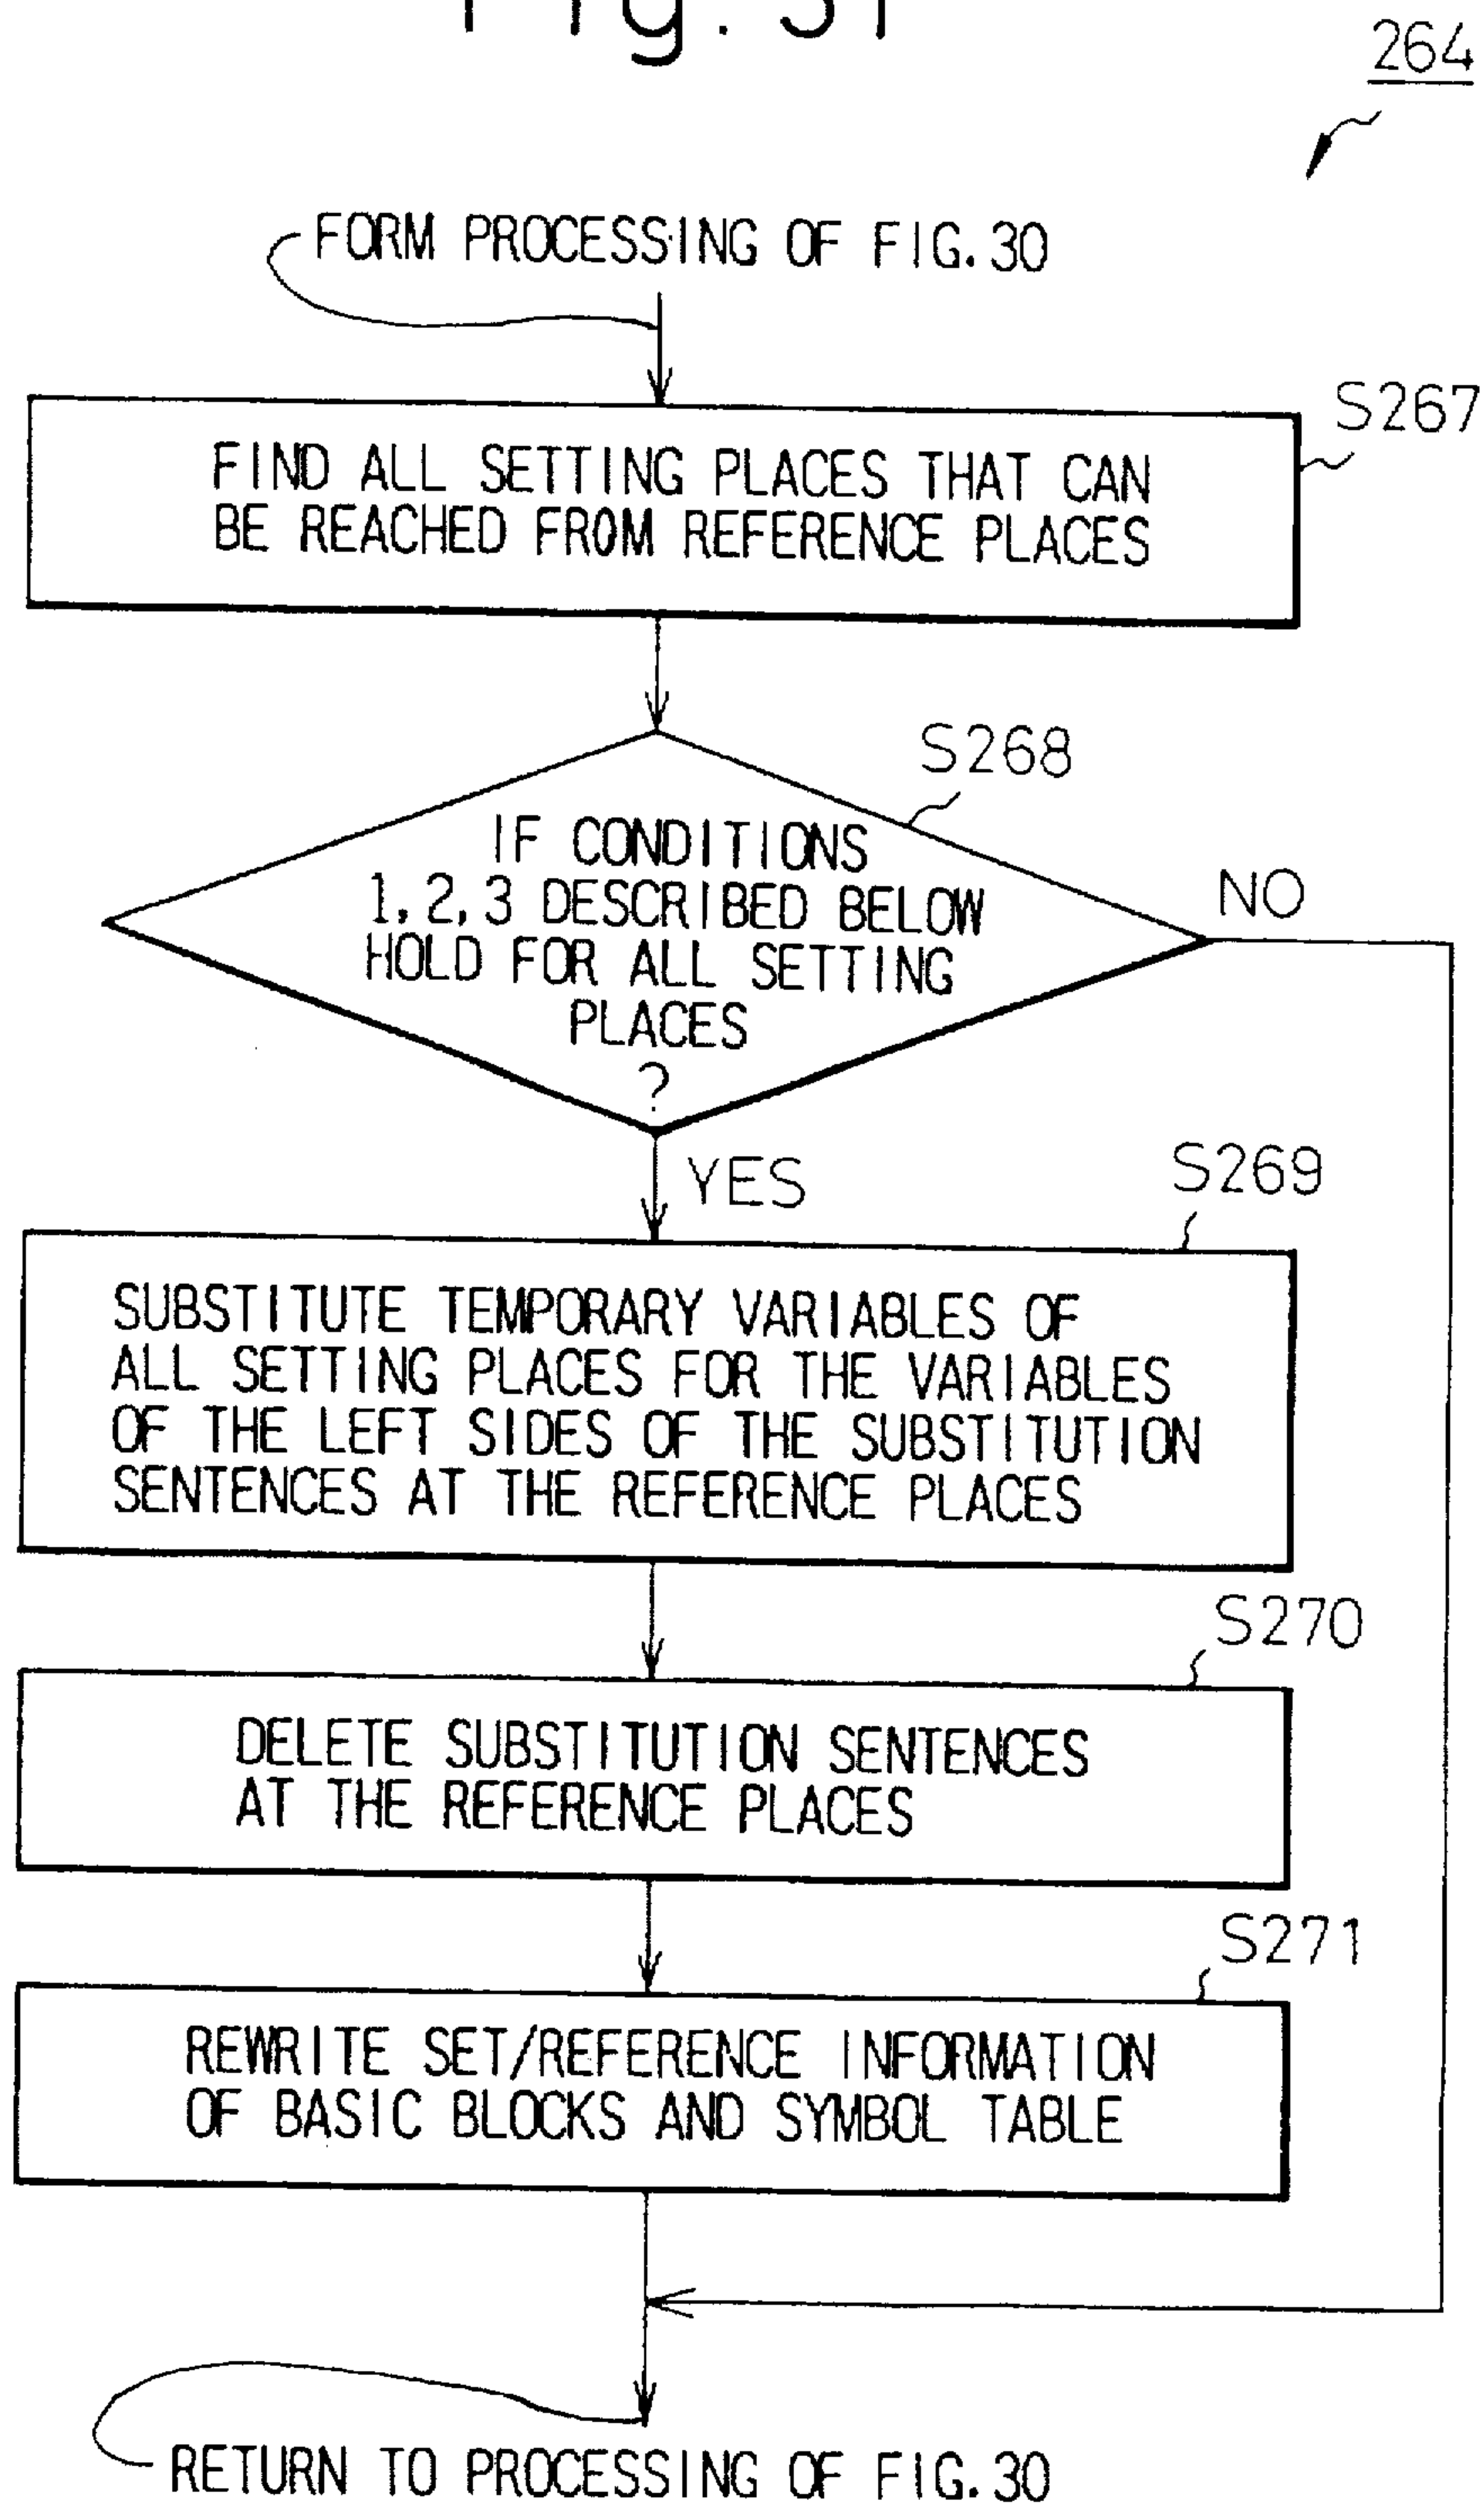 Fig. 31
264
FORM PROCESSING OF FIG. 30
S267
FIND ALL SETTING PLACES THAT CAN
BE REACHED FROM REFERENCE PLACES
S268
IF CONDITIONS
1, 2, 3 DESCRIBED BELOW
HOLD FOR ALL SETTING
PLACES
?
NO
YES
S269
SUBSTITUTE TEMPORARY VARIABLES OF
ALL SETTING PLACES FOR THE VARIABLES
OF THE LEFT SIDES OF THE SUBSTITUTION
SENTENCES AT THE REFERENCE PLACES
S270
DELETE SUBSTITUTION SENTENCES
AT THE REFERENCE PLACES
S271
REWRITE SET/REFERENCE INFORMATION
OF BASIC BLOCKS AND SYMBOL TABLE
RETURN TO PROCESSING OF FIG. 30